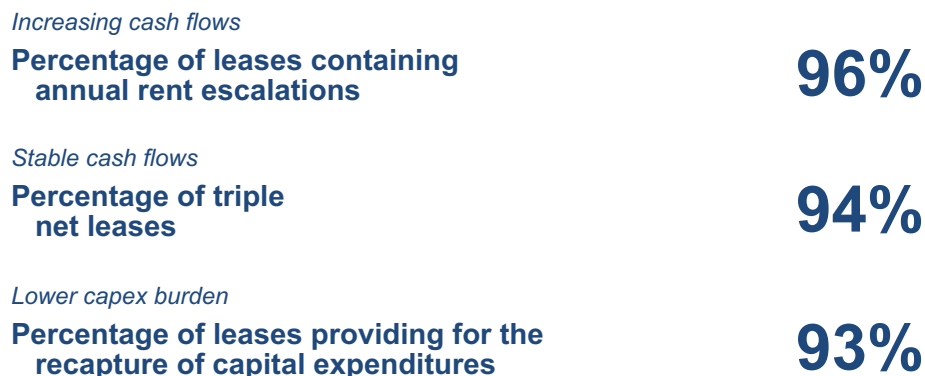 Increasing cash flows
Percentage of leases containing
annual rent escalations
96%
Stable cash flows
Percentage of triple
net leases
94%
Lower capex burden
Percentage of leases providing for the
recapture of capital expenditures
93%